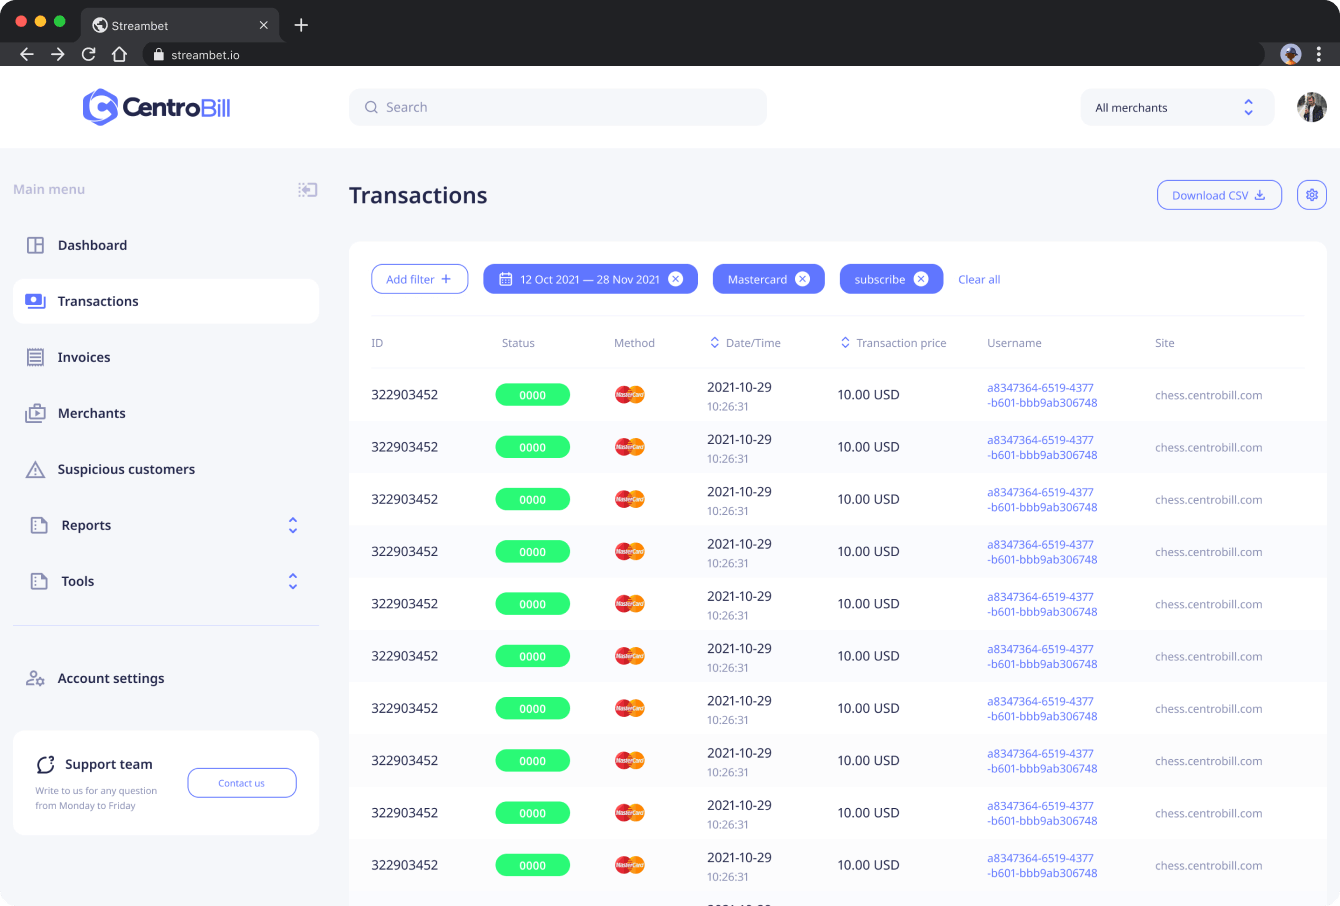 Streambet
streambet.io
CentroBill
Search
All merchants
Main menu
Transactions
Download CSV
Dashboard
Transactions
Invoices
Merchants
Suspicious customers
Reports
Tools
Account settings
Support team
Write to us for any question
from Monday to Friday
Contact us
Add filter
12 Oct 2021 — 28 Nov 2021
Mastercard
subscribe
Clear all
ID Status Method Date/Time Transaction price Username Site
322903452 0000 MasterCard 2021-10-29 10.00 USD a8347364-6519-4377 chess.centrobill.com
10:26:31 -b601-bbb9ab306748
322903452 0000 MasterCard 2021-10-29 10.00 USD a8347364-6519-4377 chess.centrobill.com
10:26:31 -b601-bbb9ab306748
322903452 0000 MasterCard 2021-10-29 10.00 USD a8347364-6519-4377 chess.centrobill.com
10:26:31 -b601-bbb9ab306748
322903452 0000 MasterCard 2021-10-29 10.00 USD a8347364-6519-4377 chess.centrobill.com
10:26:31 -b601-bbb9ab306748
322903452 0000 MasterCard 2021-10-29 10.00 USD a8347364-6519-4377 chess.centrobill.com
10:26:31 -b601-bbb9ab306748
322903452 0000 MasterCard 2021-10-29 10.00 USD a8347364-6519-4377 chess.centrobill.com
10:26:31 -b601-bbb9ab306748
322903452 0000 MasterCard 2021-10-29 10.00 USD a8347364-6519-4377 chess.centrobill.com
10:26:31 -b601-bbb9ab306748
322903452 0000 MasterCard 2021-10-29 10.00 USD a8347364-6519-4377 chess.centrobill.com
10:26:31 -b601-bbb9ab306748
322903452 0000 MasterCard 2021-10-29 10.00 USD a8347364-6519-4377 chess.centrobill.com
10:26:31 -b601-bbb9ab306748
322903452 0000 MasterCard 2021-10-29 10.00 USD a8347364-6519-4377 chess.centrobill.com
10:26:31 -b601-bbb9ab306748